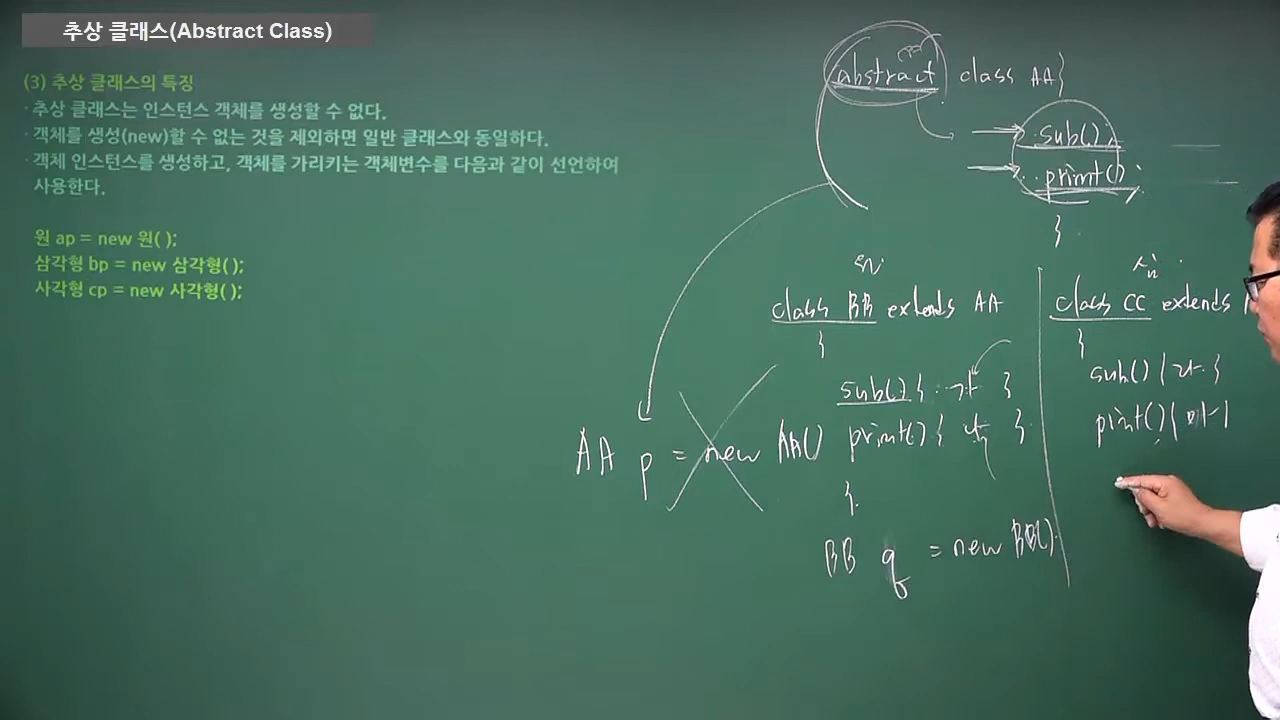 추상 클래스(Abstract Class)
(3) 추상 클래스의 특징
· 추상 클래스는 인스턴스 객체를 생성할 수 없다.
· 객체를 생성(new)할 수 없는 것을 제외하면 일반 클래스와 동일하다.
· 객체 인스턴스를 생성하고, 객체를 가리키는 객체변수를 다음과 같이 선언하여
사용한다.
원 ap = new 원( );
삼각형 bp = new 삼각형( );
사각형 cp = new 사각형( );
abstract class AA {
sub();
print();
}
class BB extends AA
{
sub() { }
print() { }
}
AA p = new AA()
BB q = new BB()
class CC extends
{
sub() { }
print() {